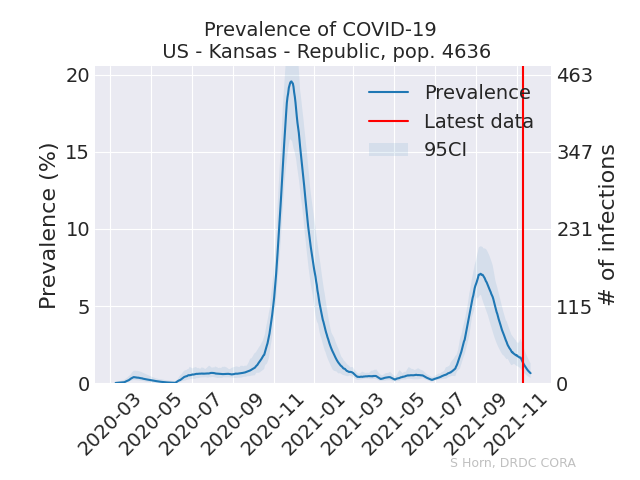 Prevalence of COVID-19
US - Kansas - Republic, pop. 4636
Prevalence (%)
20
15
10
5
0
463
347
231
115
0
# of infections
Prevalence
Latest data
95CI
2020-03
2020-05
2020-07
2020-09
2020-11
2021-01
2021-03
2021-05
2021-07
2021-09
2021-11
S Horn, DRDC CORA